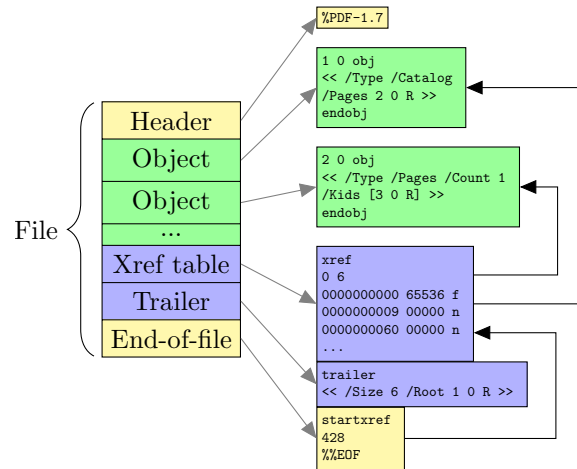 %PDF-1.7
1 0 obj
<< /Type /Catalog
/Pages 2 0 R >>
endobj
2 0 obj
<< /Type /Pages /Count 1
/Kids [3 0 R] >>
endobj
File
Header
Object
Object
...
Xref table
Trailer
End-of-file
xref
0 6
0000000000 65536 f
0000000009 00000 n
0000000060 00000 n
...
trailer
<< /Size 6 /Root 1 0 R >>
startxref
428
%%EOF